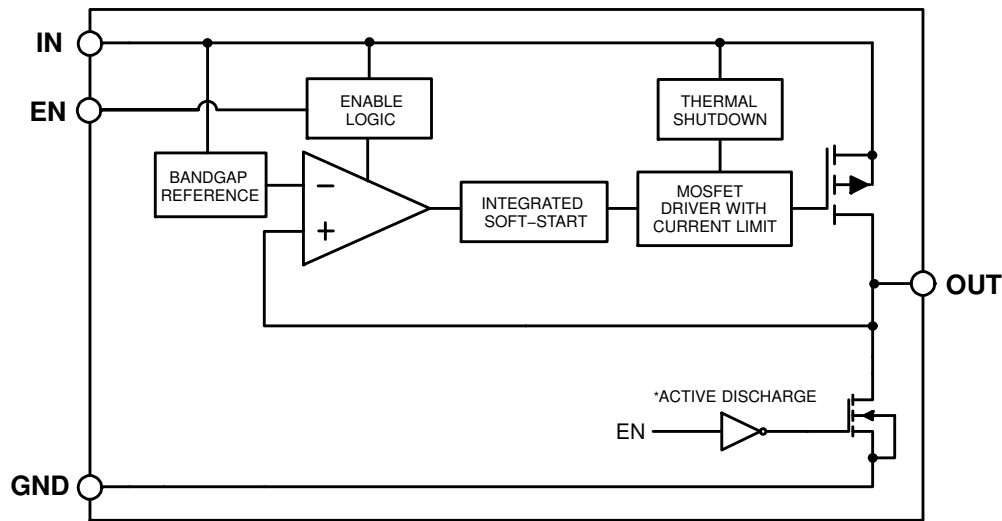 IN
EN
ENABLE
LOGIC
THERMAL
SHUTDOWN
BANDGAP
REFERENCE
−
+
INTEGRATED
SOFT−START
MOSFET
DRIVER WITH
CURRENT LIMIT
OUT
*ACTIVE DISCHARGE
EN
GND